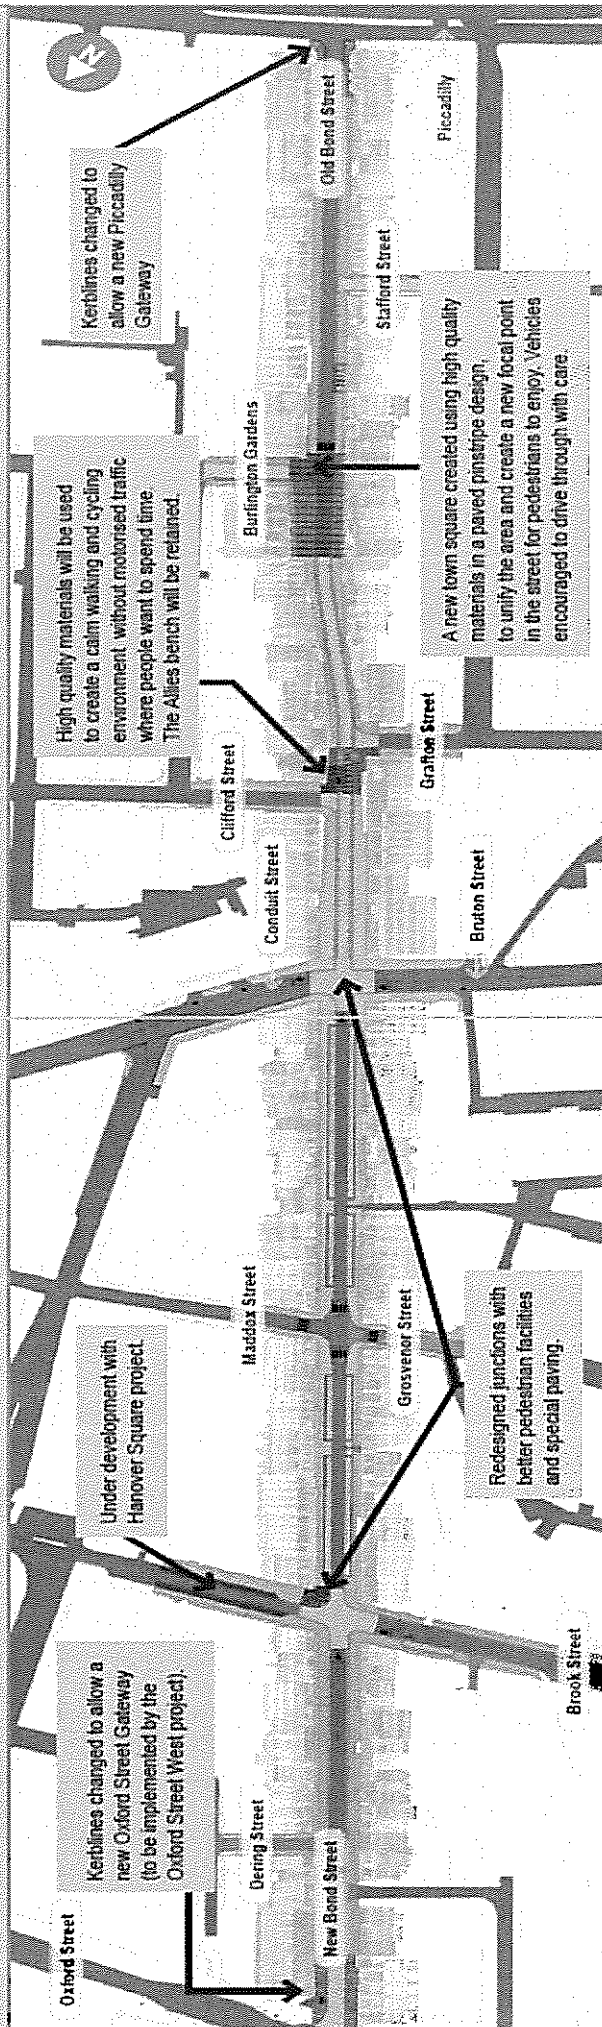 Oxford Street
Kerblines changed to allow a
new Oxford Street Gateway
(to be implemented by the
Oxford Street West project).
Dering Street
New Bond Street
Brook Street
Under development with
Hanover Square project.
Maddox Street
Grosvenor Street
Redesigned junctions with
better pedestrian facilities
and special paving.
Conduit Street
Bruton Street
Clifford Street
Grafton Street
High quality materials will be used
to create a calm walking and cycling
environment, without motorised traffic
where people want to spend time.
The Allies bench will be retained.
Burlington Gardens
A new town square created using high quality
materials in a paved pinstripe design,
to unify the area and create a new focal point
in the street for pedestrians to enjoy. Vehicles
encouraged to drive through with care.
Stafford Street
Kerblines changed to
allow a new Piccadilly
Gateway
Old Bond Street
Piccadilly
N